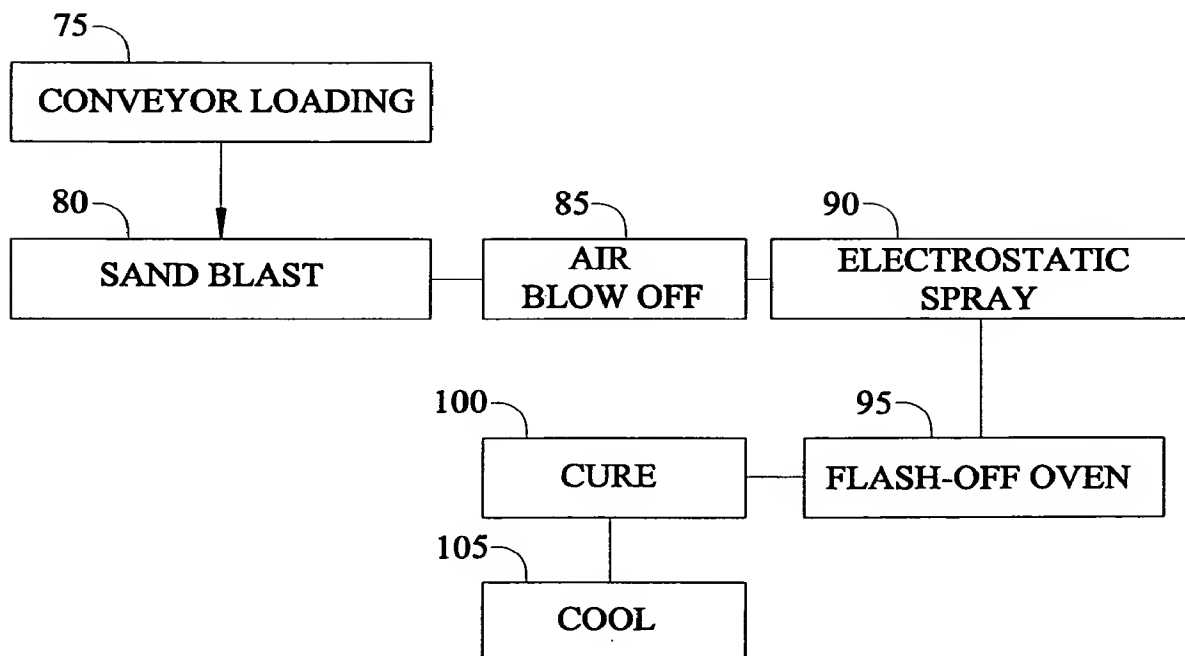 75
CONVEYOR LOADING
80
SAND BLAST
85
AIR
BLOW OFF
90
ELECTROSTATIC
SPRAY
95
FLASH-OFF OVEN
100
CURE
105
COOL